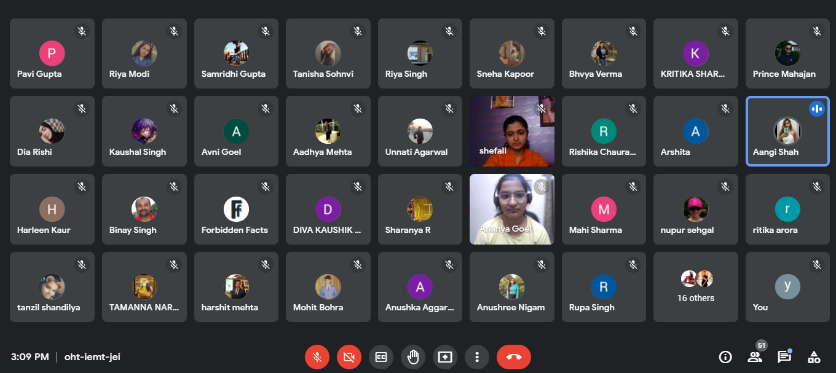 P
K
Pavi Gupta
Riya Modi
Samridhi Gupta
Tanisha Sohnvi
Riya Singh
Sneha Kapoor
Bhvya Verma
KRITIKA SHAR...
Prince Mahajan
A
R
A
Dia Rishi
Kaushal Singh
Avni Goel
Aadhya Mehta
Unnati Agarwal
shefali
Rishika Chaura...
Arshita
Aangi Shah
H
F
D
M
r
Harleen Kaur
Binay Singh
Forbidden Facts
DIVA KAUSHIK ...
Sharanya R
Ananya Goel
Mahi Sharma
nupur sehgal
ritika arora
A
R
y
tanzil shandilya
TAMANNA NAR...
harshit mehta
Mohit Bohra
Anushka Aggar...
Anushree Nigam
Rupa Singh
16 others
You
3:09 PM | oht-iemt-jei
CC
51